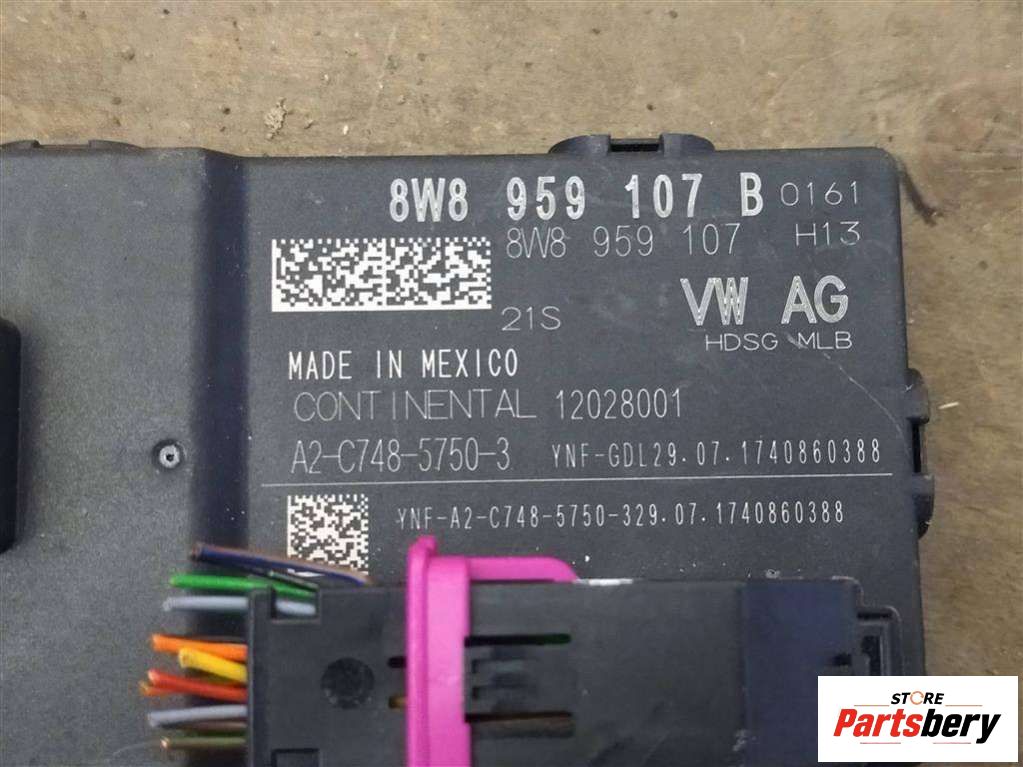 8W8 959 107 B 0161
8W8 959 107 H13
21S VW AG
HDSG MLB
MADE IN MEXICO
CONTINENTAL 12028001
A2-C748-5750-3 YNF-GDL29.07.1740860388
YNF-A2-C748-5750-329.07.1740860388
STORE
Partsbery